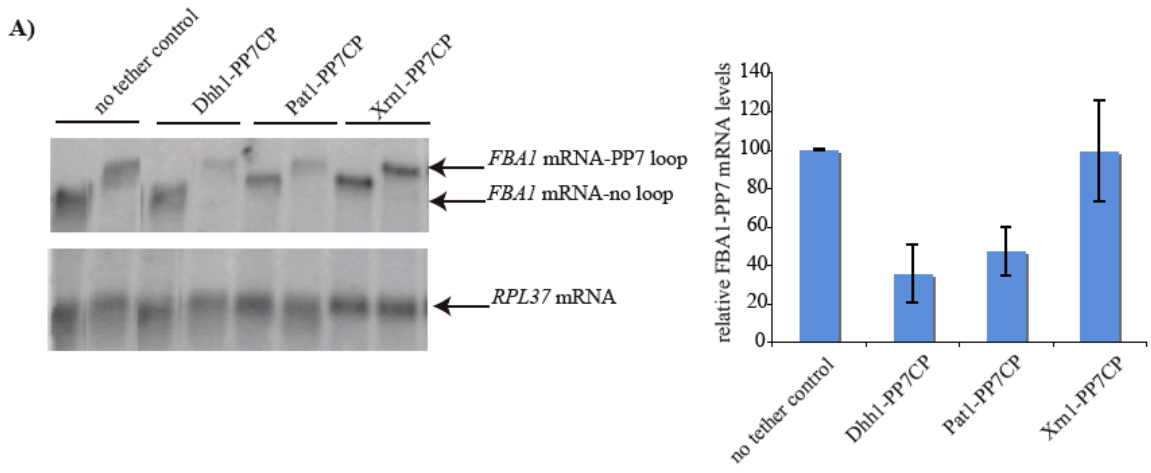 A)
no tether control
Dhh1-PP7CP
Pat1-PP7CP
Xrn1-PP7CP
FBA1 mRNA-PP7 loop
FBA1 mRNA-no loop
RPL37 mRNA
relative FBA1-PP7 mRNA levels
140
120
100
80
60
40
20
0
no tether control
Dhh1-PP7CP
Pat1-PP7CP
Xrn1-PP7CP